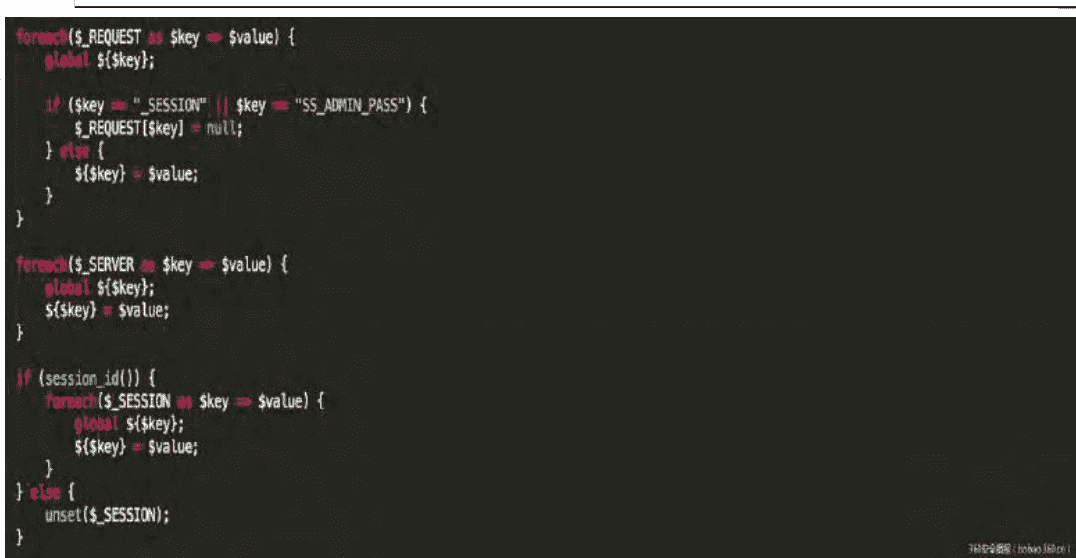 foreach($_REQUEST as $key => $value) {
    global ${$key};
    if ($key == "_SESSION" || $key == "SS_ADMIN_PASS") {
        $_REQUEST[$key] = null;
    } else {
        ${$key} = $value;
    }
}
foreach($_SERVER as $key => $value) {
    global ${$key};
    ${$key} = $value;
}
if (session_id()) {
    foreach($_SESSION as $key => $value) {
        global ${$key};
        ${$key} = $value;
    }
} else {
    unset($_SESSION);
}